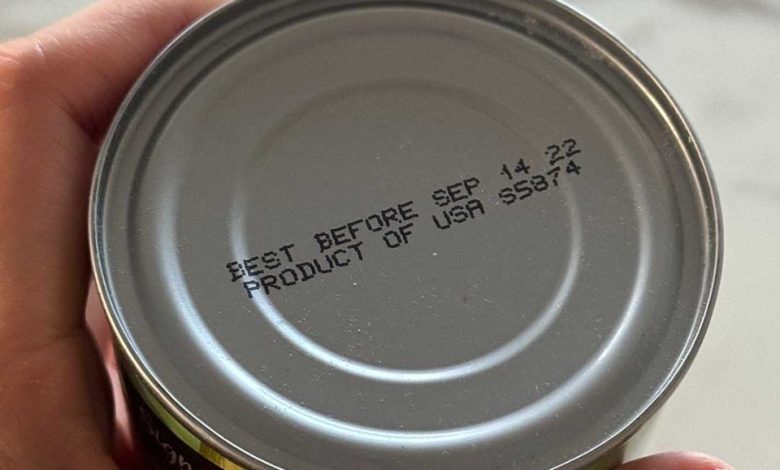 BEST BEFORE SEP 14 22
PRODUCT OF USA S5874